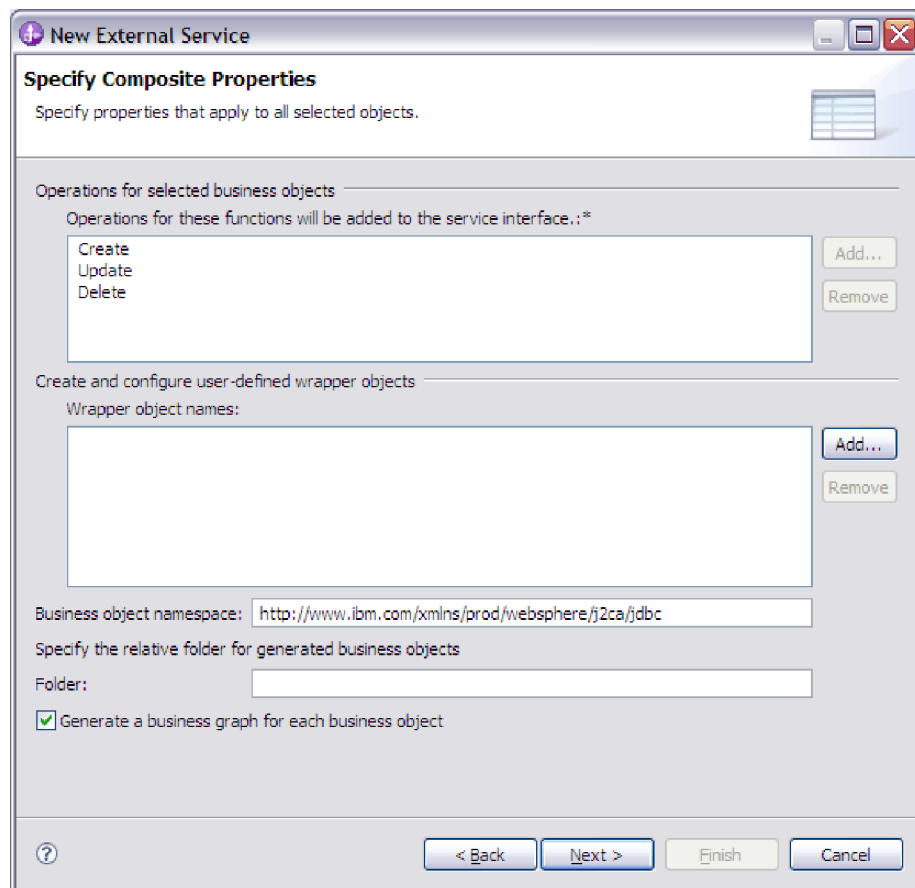 New External Service
Specify Composite Properties
Specify properties that apply to all selected objects.
Operations for selected business objects
Operations for these functions will be added to the service interface.:*
Create
Update
Delete
Add...
Remove
Create and configure user-defined wrapper objects
Wrapper object names:
Add...
Remove
Business object namespace: http://www.ibm.com/xmlns/prod/websphere/j2ca/jdbc
Specify the relative folder for generated business objects
Folder:
Generate a business graph for each business object
? < Back Next > Finish Cancel